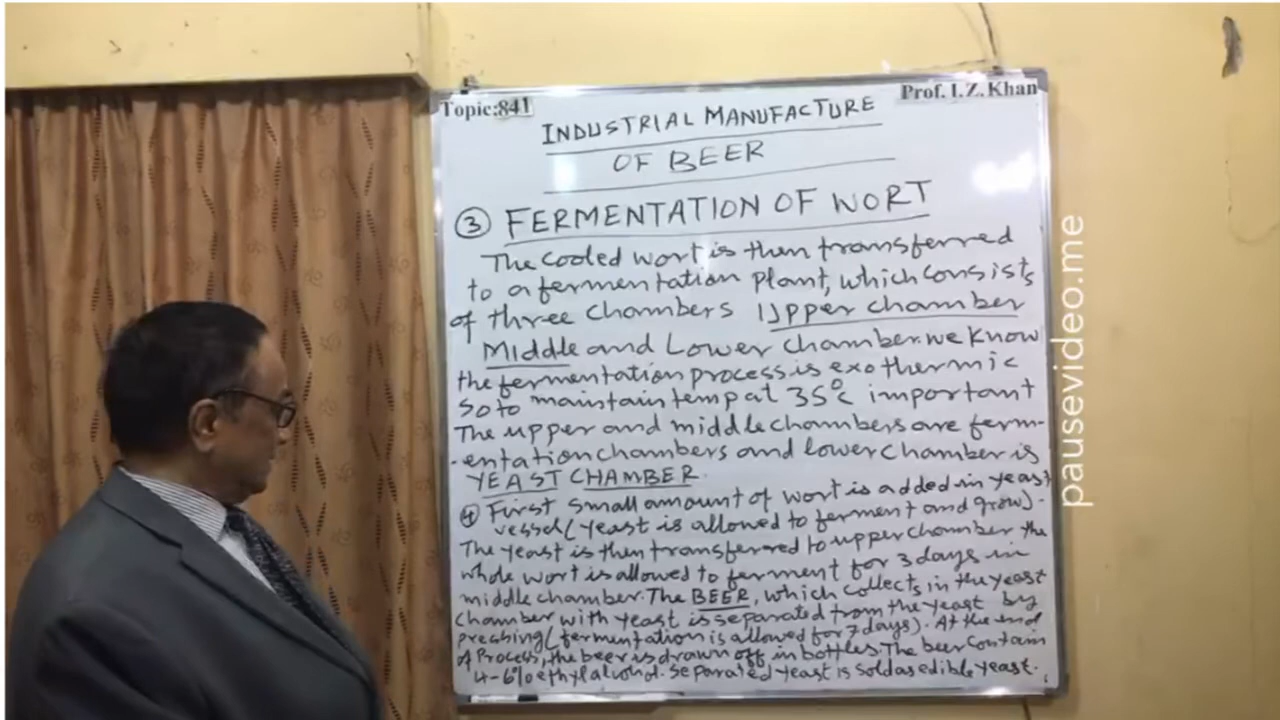 Topic:841
Prof. I.Z. Khan
INDUSTRIAL MANUFACTURE
OF BEER
③ FERMENTATION OF WORT
The cooled wort is then transferred
to a fermentation plant, which consists
of three chambers Upper chamber
Middle and Lower chamber. we know
the fermentation process is exothermic
so to maintain temp at 35°c important
The upper and middle chambers are ferm-
-entation chambers and lower chamber is
YEAST CHAMBER.
④ First small amount of wort is added in yeast
vessel (yeast is allowed to ferment and grow).
The yeast is then transferred to upper chamber the
whole wort is allowed to ferment for 3 days in
middle chamber. The BEER, which collects in the yeast
chamber with yeast is separated from the yeast by
pressing (fermentation is allowed for 7 days). At the end
of Process, the beer is drawn off in bottles. The beer contain
4-6% ethyl alcohol. Separated yeast is sold as edible yeast.
pausevideo.me